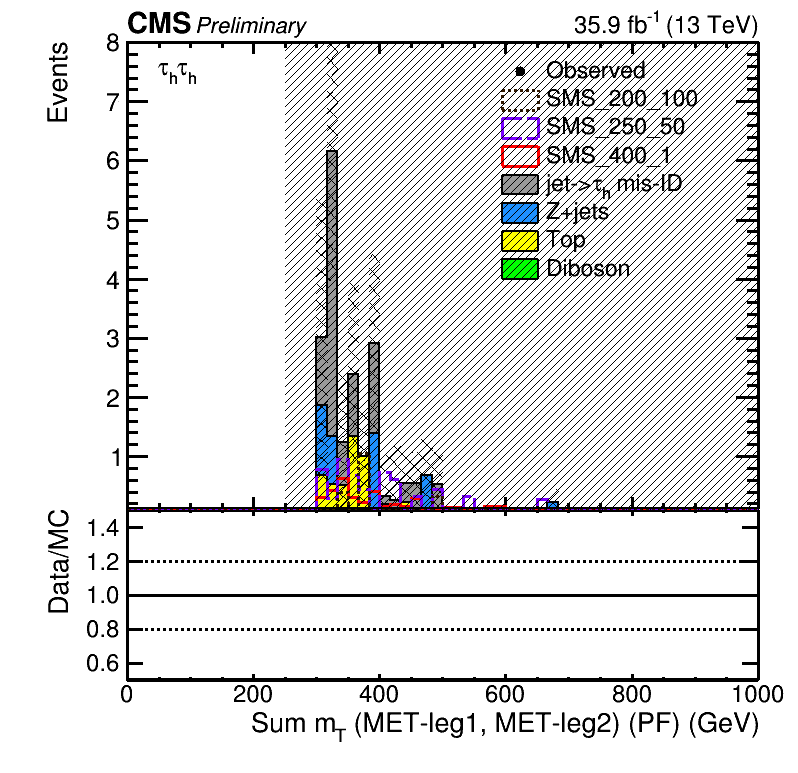 CMS Preliminary 35.9 fb-1 (13 TeV)
Events
8
7
6
5
4
3
2
1
τhτh
Observed
SMS_200_100
SMS_250_50
SMS_400_1
jet->τh mis-ID
Z+jets
Top
Diboson
Data/MC
1.4
1.2
1.0
0.8
0.6
0 200 400 600 800 1000
Sum mT (MET-leg1, MET-leg2) (PF) (GeV)